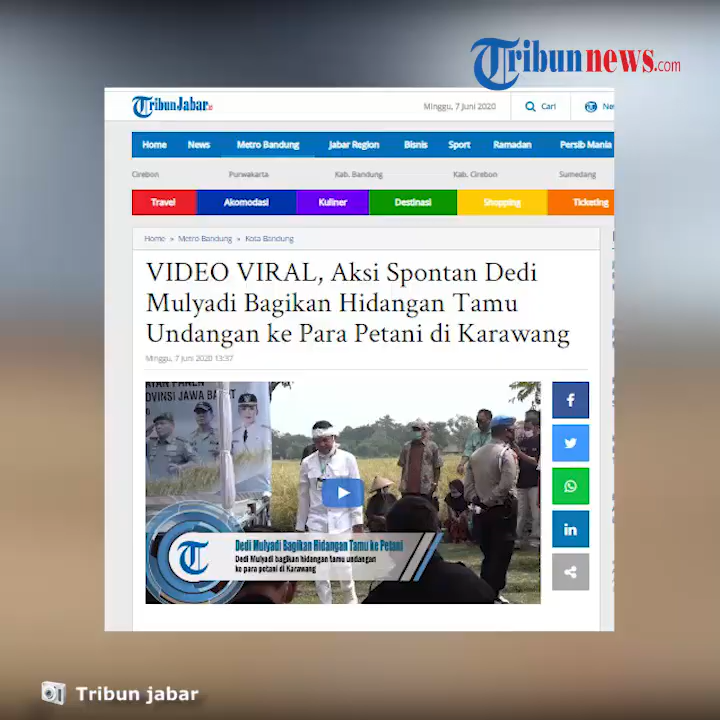 Tribunnews.com
TribunJabar.id
Minggu, 7 Juni 2020
Cari
Home News Metro Bandung Jabar Region Bisnis Sport Ramadan Persib Mania
Cirebon Purwakarta Kab. Bandung Kab. Cirebon Sumedang
Travel Akomodasi Kuliner Destinasi Shopping Ticketing
Home » Metro Bandung » Kota Bandung
VIDEO VIRAL, Aksi Spontan Dedi
Mulyadi Bagikan Hidangan Tamu
Undangan ke Para Petani di Karawang
Minggu, 7 Juni 2020 13:37
PANEN
PROVINSI JAWA BARAT
f
in
T
Dedi Mulyadi Bagikan Hidangan Tamu ke Petani
Dedi Mulyadi bagikan hidangan tamu undangan
ke para petani di Karawang
Tribun jabar